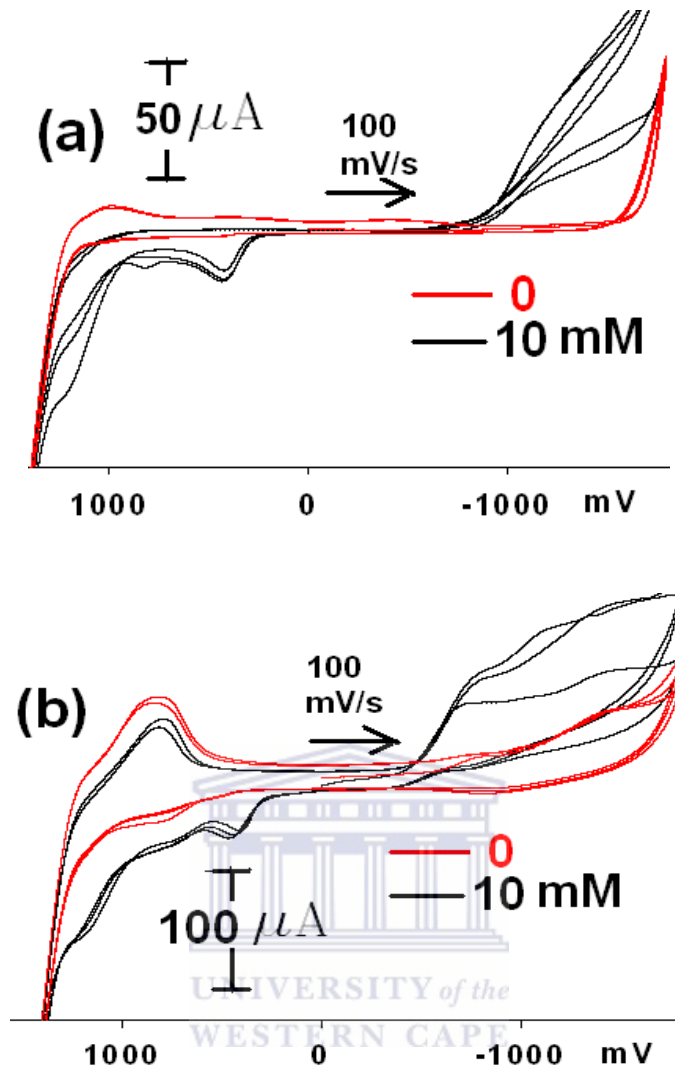 (a)
50 μA
100
mV/s
0
10 mM
1000 0 -1000 mV
(b)
100
mV/s
0
10 mM
100 μA
UNIVERSITY of the
WESTERN CAPE
1000 0 -1000 mV